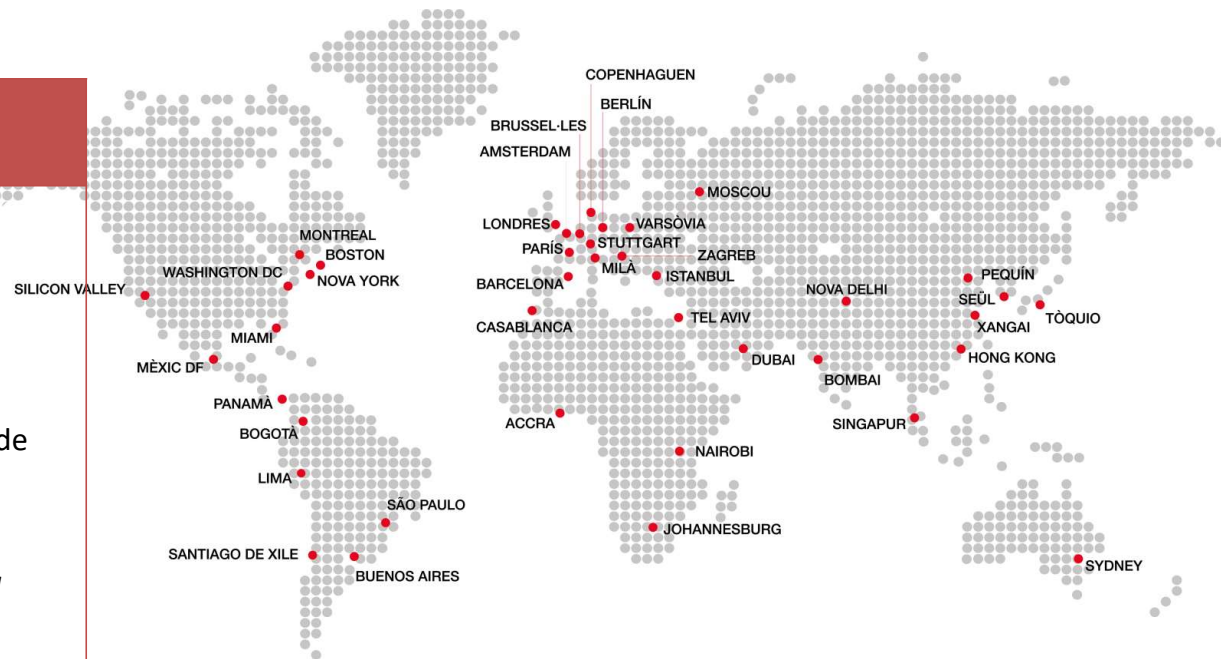 COPENHAGUEN
BERLÍN
BRUSSEL·LES
AMSTERDAM
MOSCOU
LONDRES
VARSÒVIA
STUTTGART
PARÍS
ZAGREB
MILÀ
BARCELONA
ISTANBUL
CASABLANCA
TEL AVIV
MONTREAL
BOSTON
WASHINGTON DC
NOVA YORK
SILICON VALLEY
MIAMI
MÈXIC DF
PANAMÀ
BOGOTÀ
LIMA
SÃO PAULO
SANTIAGO DE XILE
BUENOS AIRES
ACCRA
NAIROBI
JOHANNESBURG
DUBAI
NOVA DELHI
BOMBAI
PEQUÍN
SEÜL
TÒQUIO
XANGAI
HONG KONG
SINGAPUR
SYDNEY
de